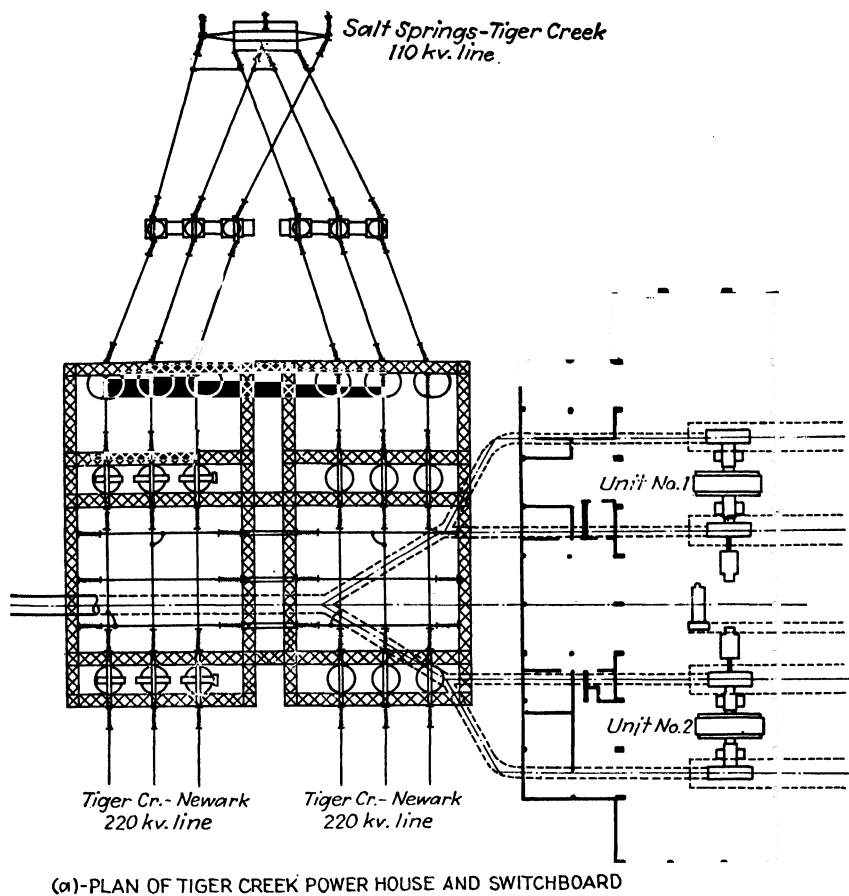 Salt Springs-Tiger Creek
110 kv. line
Unit No.1
Unit No.2
Tiger Cr.- Newark
220 kv. line
Tiger Cr.- Newark
220 kv. line
(a)-PLAN OF TIGER CREEK POWER HOUSE AND SWITCHBOARD